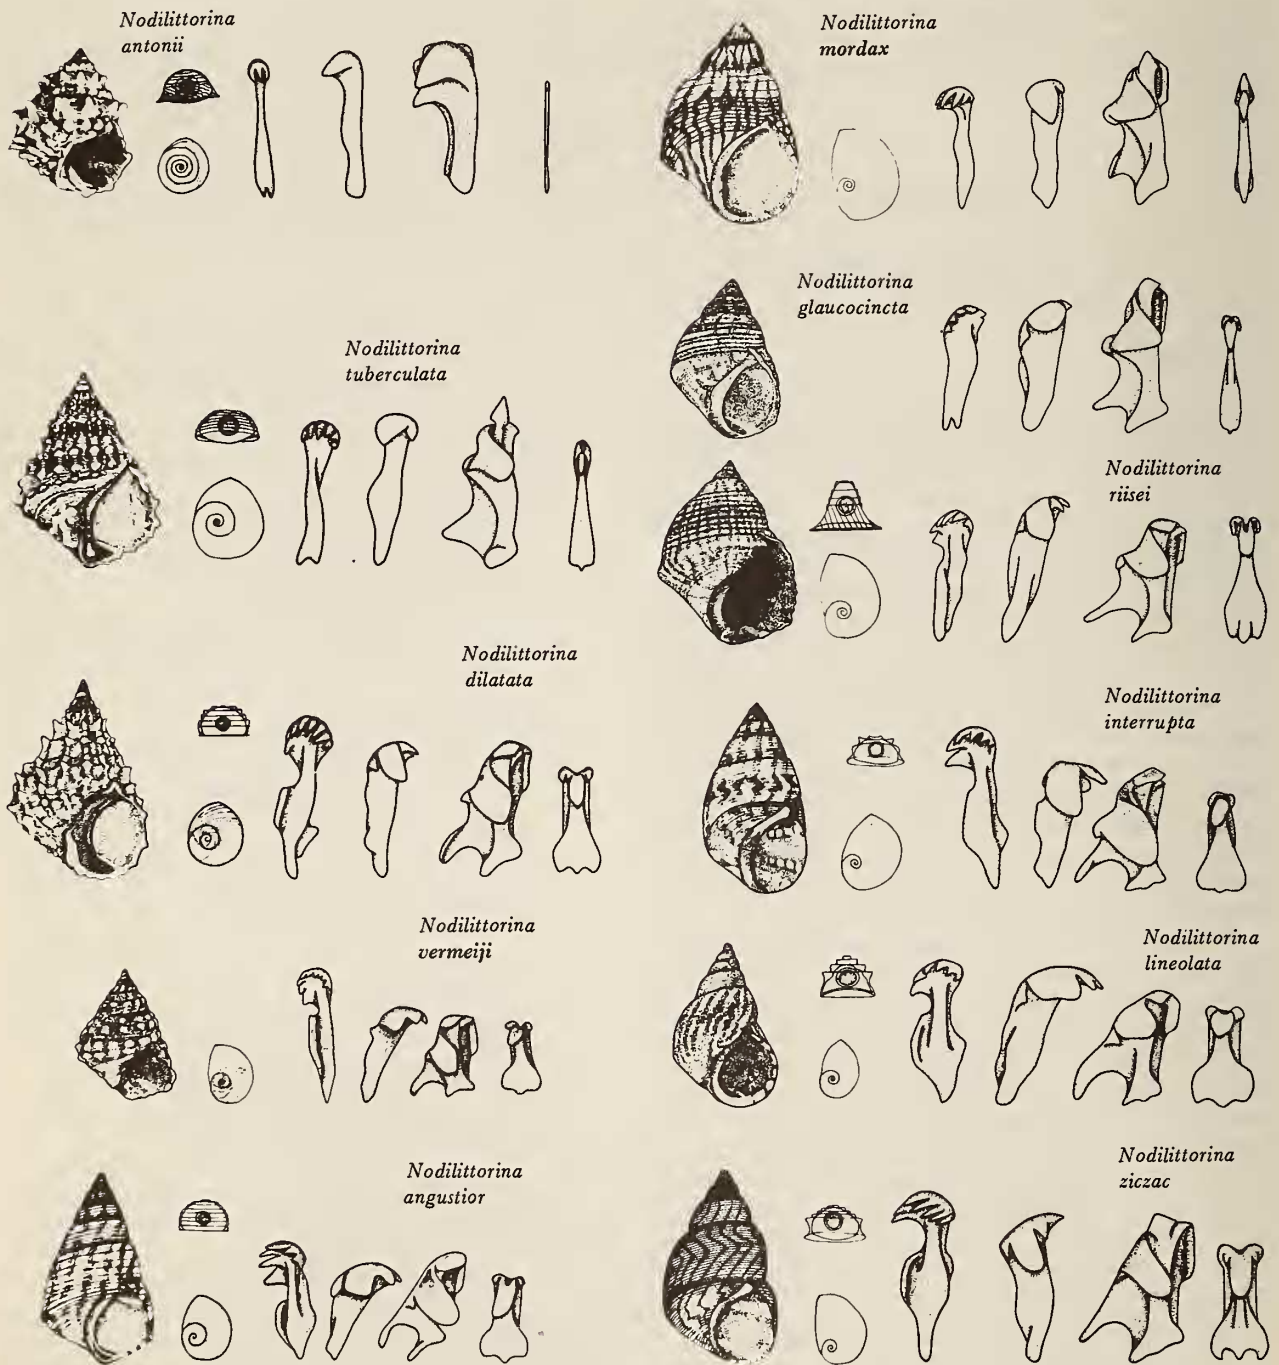 Nodilittorina
antonii
Nodilittorina
tuberculata
Nodilittorina
dilatata
Nodilittorina
vermeiji
Nodilittorina
angustior
Nodilittorina
mordax
Nodilittorina
glaucocincta
Nodilittorina
riisei
Nodilittorina
interrupta
Nodilittorina
lineolata
Nodilittorina
ziczac